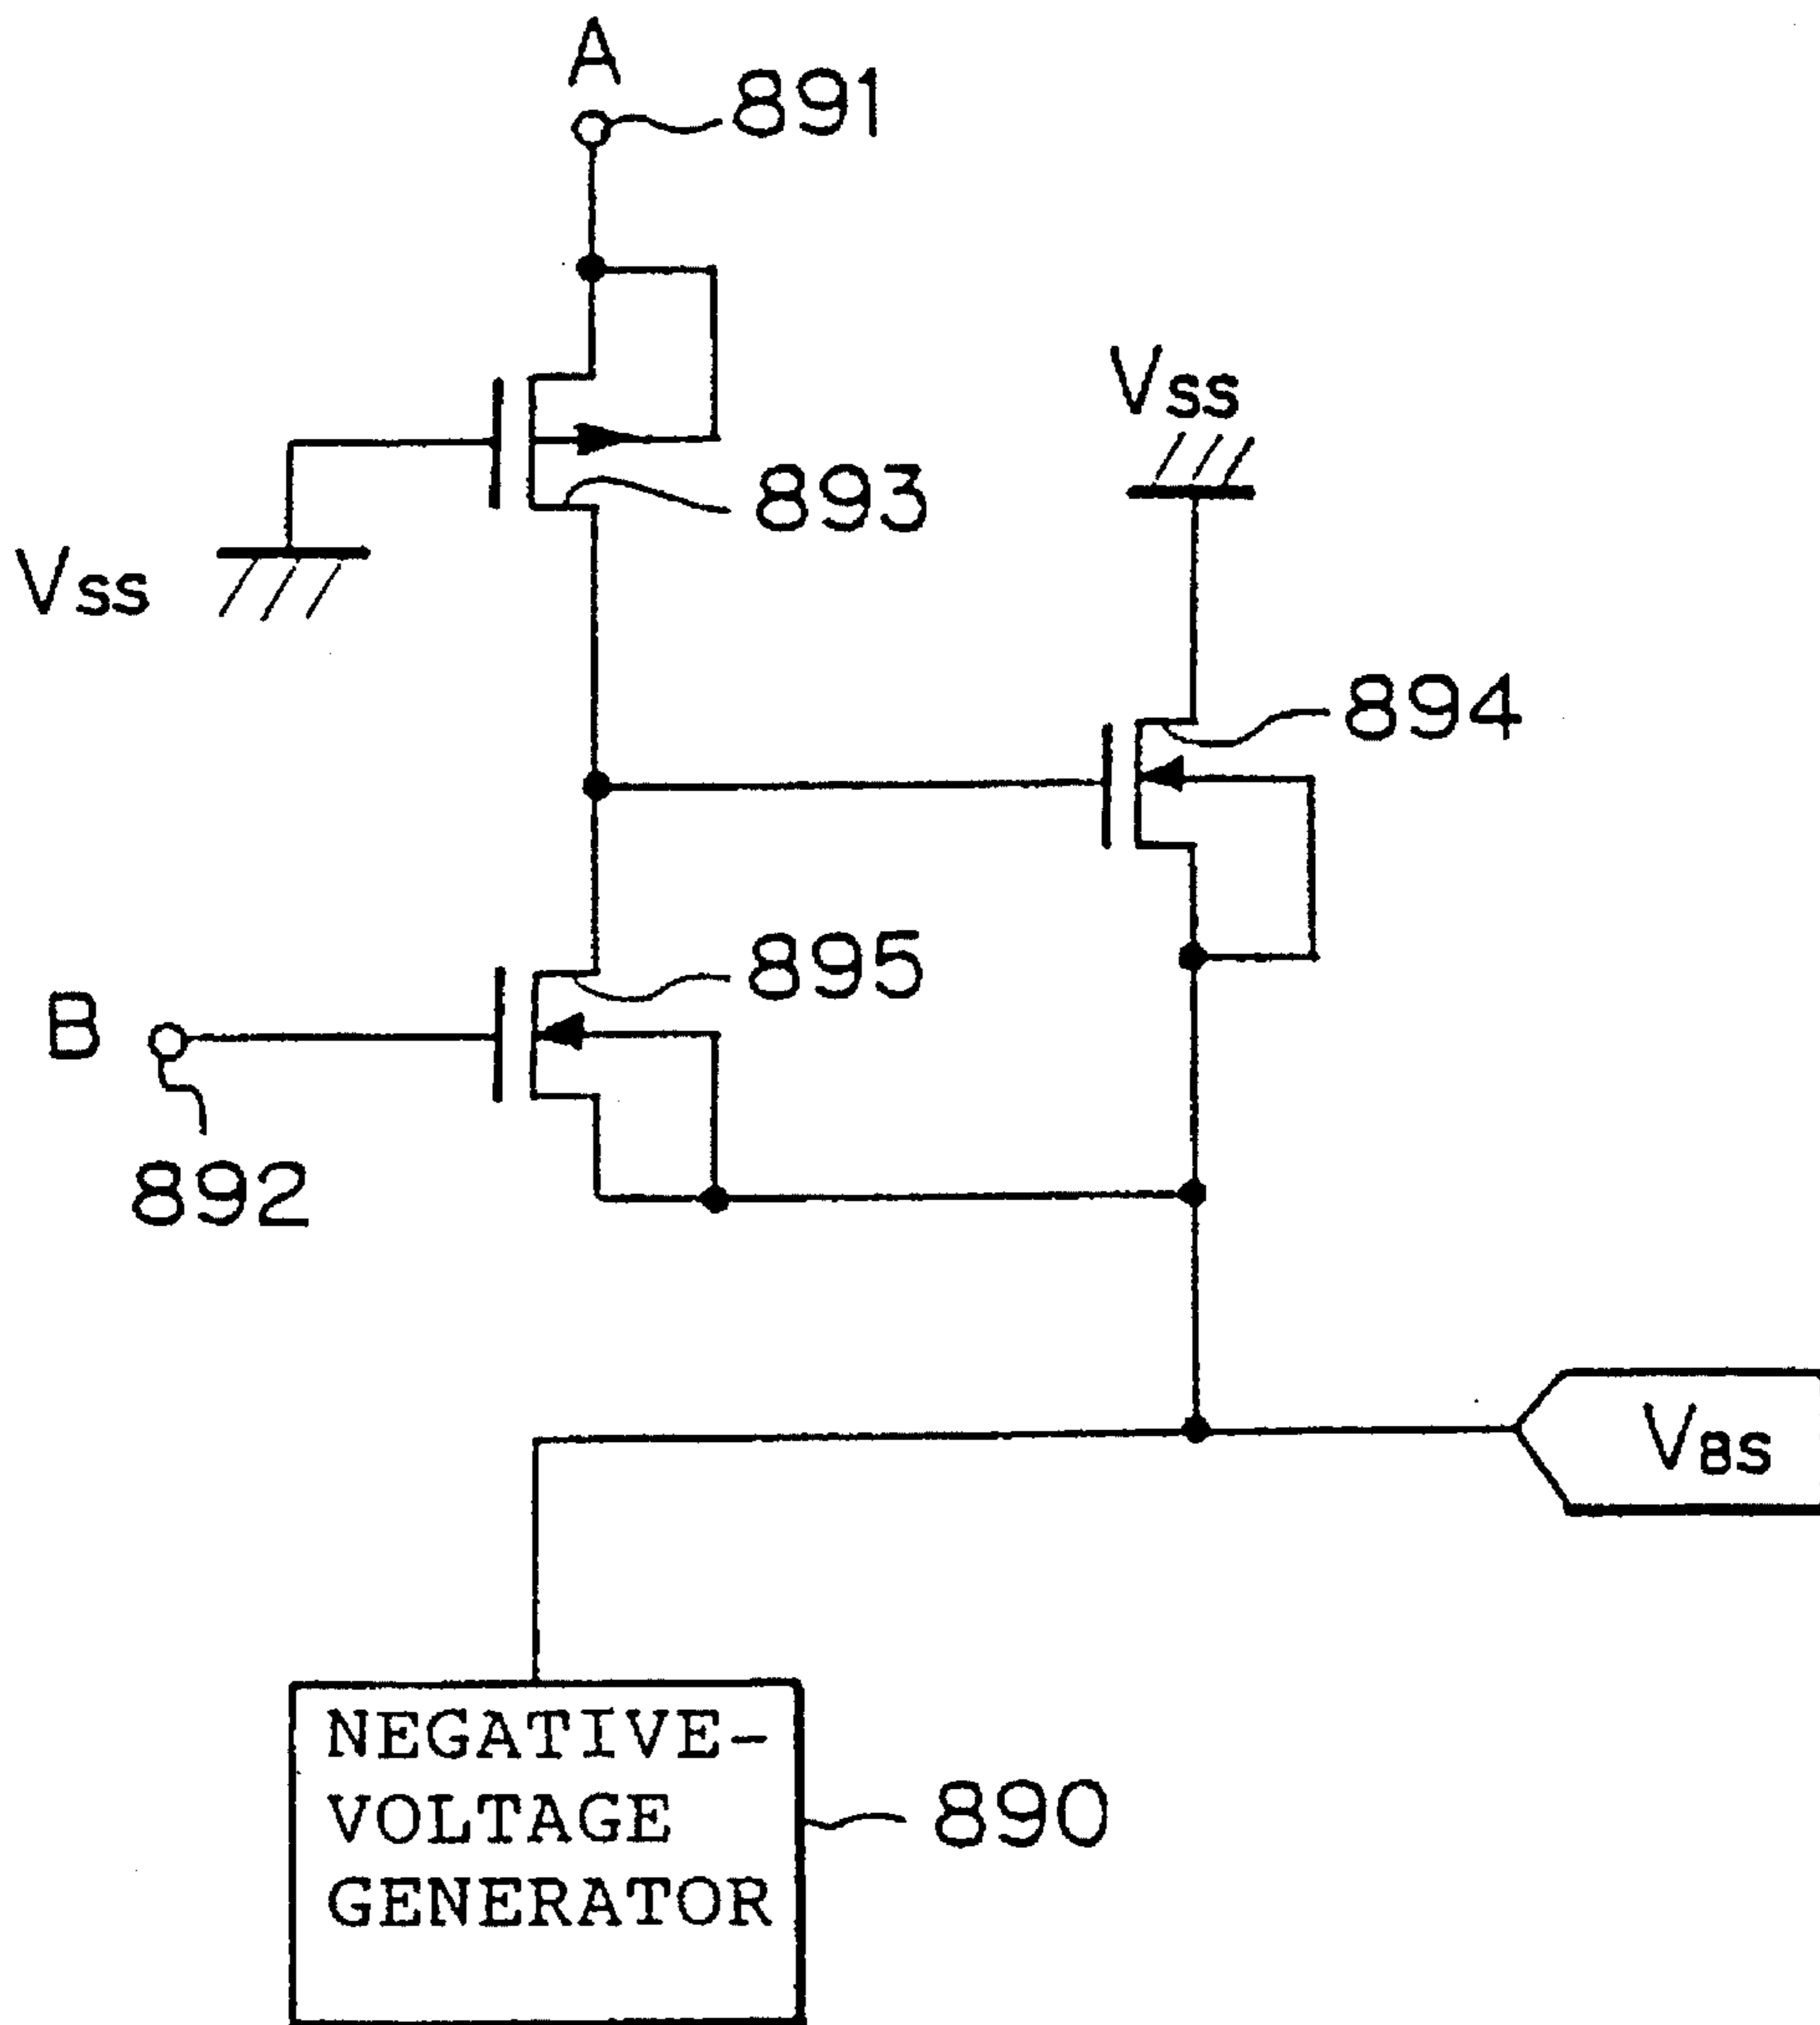 A
891
Vss
893
Vss
894
895
B
892
VBS
NEGATIVE-
VOLTAGE
GENERATOR
890